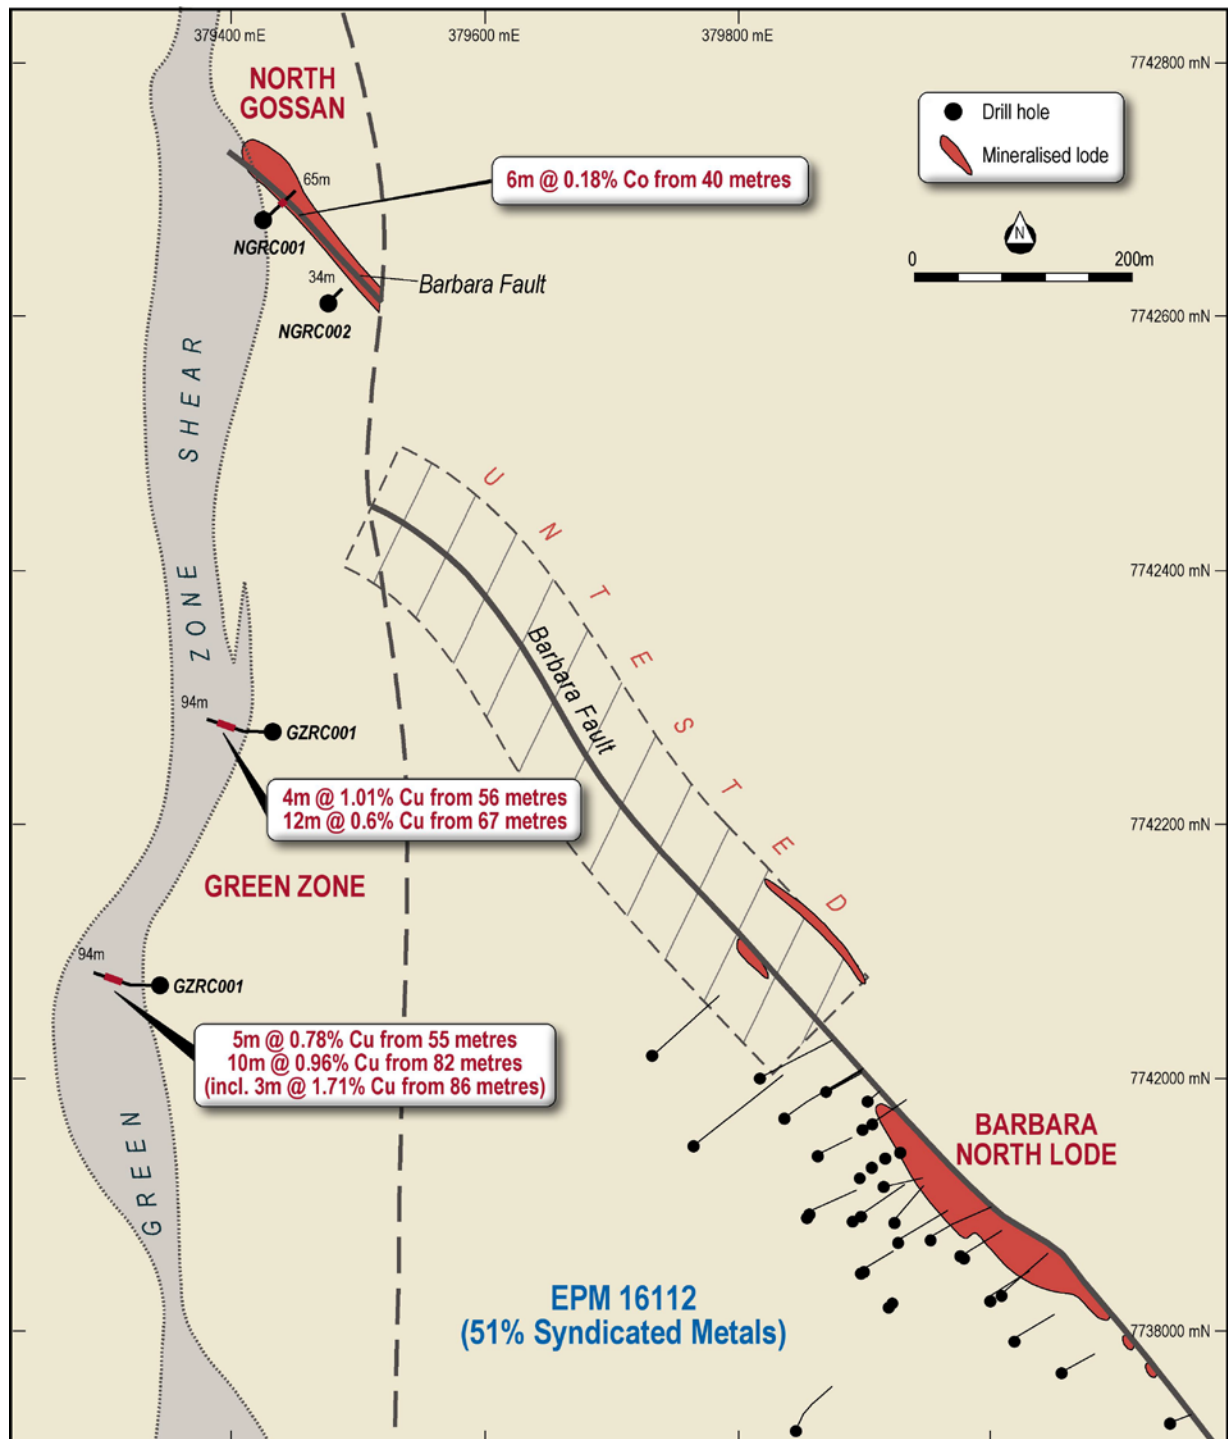 379400 mE
379600 mE
379800 mE
7742800 mN
NORTH
GOSSAN
Drill hole
Mineralised lode
65m
6m @ 0.18% Co from 40 metres
N
NGRC001
0
200m
34m
Barbara Fault
NGRC002
7742600 mN
GREEN ZONE SHEAR
UNTESTED
7742400 mN
Barbara Fault
94m
GZRC001
4m @ 1.01% Cu from 56 metres
12m @ 0.6% Cu from 67 metres
7742200 mN
GREEN ZONE
94m
GZRC001
5m @ 0.78% Cu from 55 metres
10m @ 0.96% Cu from 82 metres
(incl. 3m @ 1.71% Cu from 86 metres)
7742000 mN
BARBARA
NORTH LODE
EPM 16112
(51% Syndicated Metals)
7738000 mN